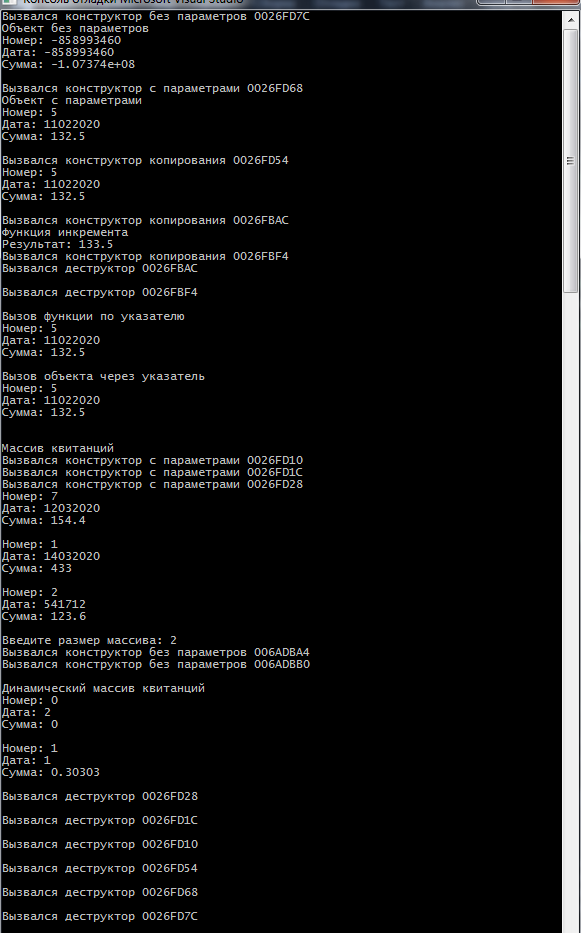 Консоль отладки Microsoft Visual Studio
Вызвался конструктор без параметров 0026FD7C
Объект без параметров
Номер: -858993460
Дата: -858993460
Сумма: -1.07374e+08
Вызвался конструктор с параметрами 0026FD68
Объект с параметрами
Номер: 5
Дата: 11022020
Сумма: 132.5
Вызвался конструктор копирования 0026FD54
Номер: 5
Дата: 11022020
Сумма: 132.5
Вызвался конструктор копирования 0026FBAC
Функция инкремента
Результат: 133.5
Вызвался конструктор копирования 0026FBF4
Вызвался деструктор 0026FBAC
Вызвался деструктор 0026FBF4
Вызов функции по указателю
Номер: 5
Дата: 11022020
Сумма: 132.5
Вызов объекта через указатель
Номер: 5
Дата: 11022020
Сумма: 132.5
Массив квитанций
Вызвался конструктор с параметрами 0026FD10
Вызвался конструктор с параметрами 0026FD1C
Вызвался конструктор с параметрами 0026FD28
Номер: 7
Дата: 12032020
Сумма: 154.4
Номер: 1
Дата: 14032020
Сумма: 433
Номер: 2
Дата: 541712
Сумма: 123.6
Введите размер массива: 2
Вызвался конструктор без параметров 006ADBA4
Вызвался конструктор без параметров 006ADBB0
Динамический массив квитанций
Номер: 0
Дата: 2
Сумма: 0
Номер: 1
Дата: 1
Сумма: 0.30303
Вызвался деструктор 0026FD28
Вызвался деструктор 0026FD1C
Вызвался деструктор 0026FD10
Вызвался деструктор 0026FD54
Вызвался деструктор 0026FD68
Вызвался деструктор 0026FD7C